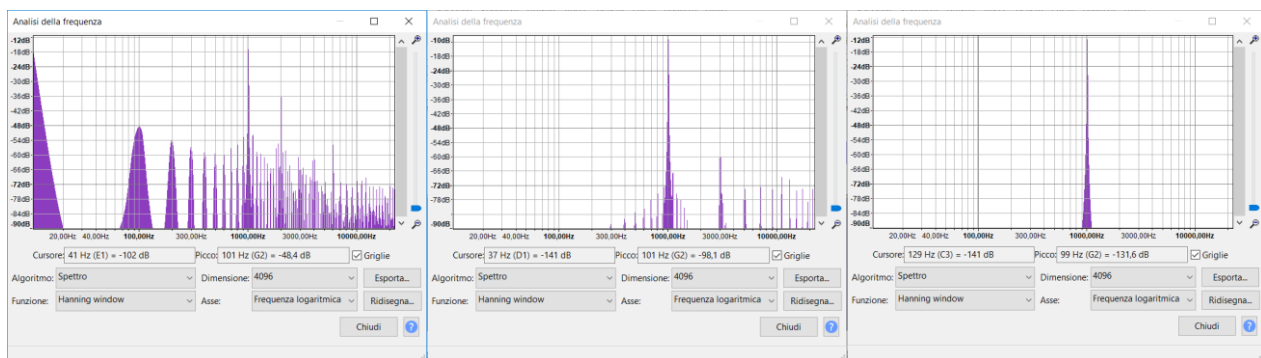 Analisi della frequenza
-12dB
-18dB
-24dB
-30dB
-36dB
-42dB
-48dB
-54dB
-60dB
-66dB
-72dB
-78dB
-84dB
-90dB
20,00Hz 40,00Hz 100,00Hz 300,00Hz 1000,00Hz 3000,00Hz 10000,00Hz
Cursore: 41 Hz (E1) = -102 dB Picco: 101 Hz (G2) = -48,4 dB Griglie
Algoritmo: Spettro Dimensione: 4096 Esporta...
Funzione: Hanning window Asse: Frequenza logaritmica Ridisegna...
Chiudi ?
Analisi della frequenza
-10dB
-18dB
-24dB
-30dB
-36dB
-42dB
-48dB
-54dB
-60dB
-66dB
-72dB
-78dB
-84dB
-90dB
20,00Hz 40,00Hz 100,00Hz 300,00Hz 1000,00Hz 3000,00Hz 10000,00Hz
Cursore: 37 Hz (D1) = -141 dB Picco: 101 Hz (G2) = -98,1 dB Griglie
Algoritmo: Spettro Dimensione: 4096 Esporta...
Funzione: Hanning window Asse: Frequenza logaritmica Ridisegna...
Chiudi ?
Analisi della frequenza
-12dB
-18dB
-24dB
-30dB
-36dB
-42dB
-48dB
-54dB
-60dB
-66dB
-72dB
-78dB
-84dB
-90dB
20,00Hz 40,00Hz 100,00Hz 300,00Hz 1000,00Hz 3000,00Hz 10000,00Hz
Cursore: 129 Hz (C3) = -141 dB Picco: 99 Hz (G2) = -131,6 dB Griglie
Algoritmo: Spettro Dimensione: 4096 Esporta...
Funzione: Hanning window Asse: Frequenza logaritmica Ridisegna...
Chiudi ?